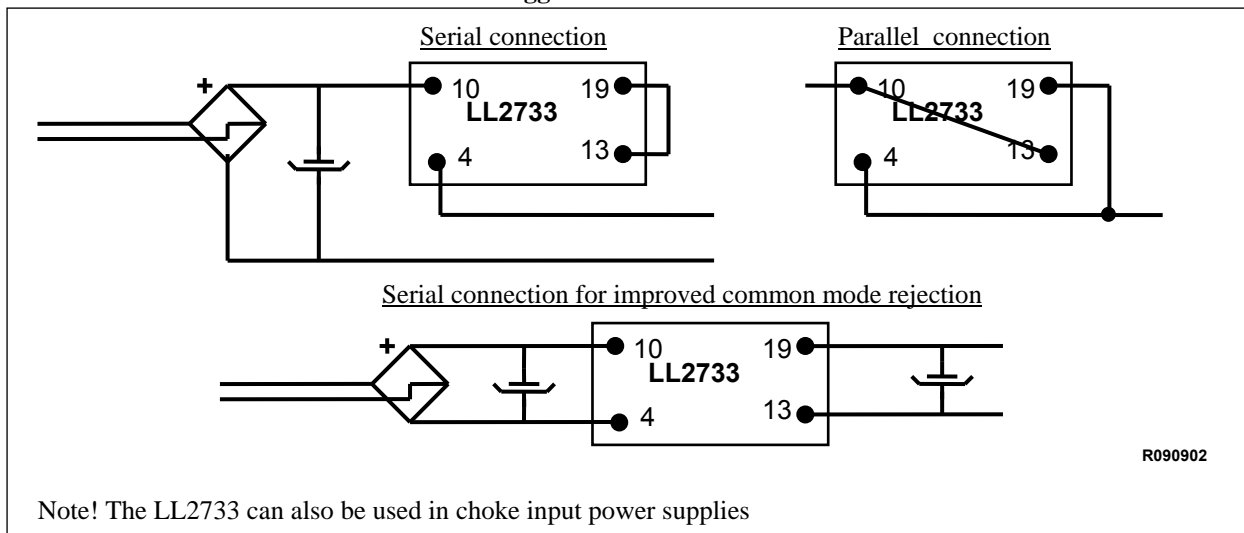 Serial connection
Parallel connection
+
10
19
LL2733
4
13
10
19
LL2733
4
13
Serial connection for improved common mode rejection
+
10
19
LL2733
4
13
R090902
Note! The LL2733 can also be used in choke input power supplies